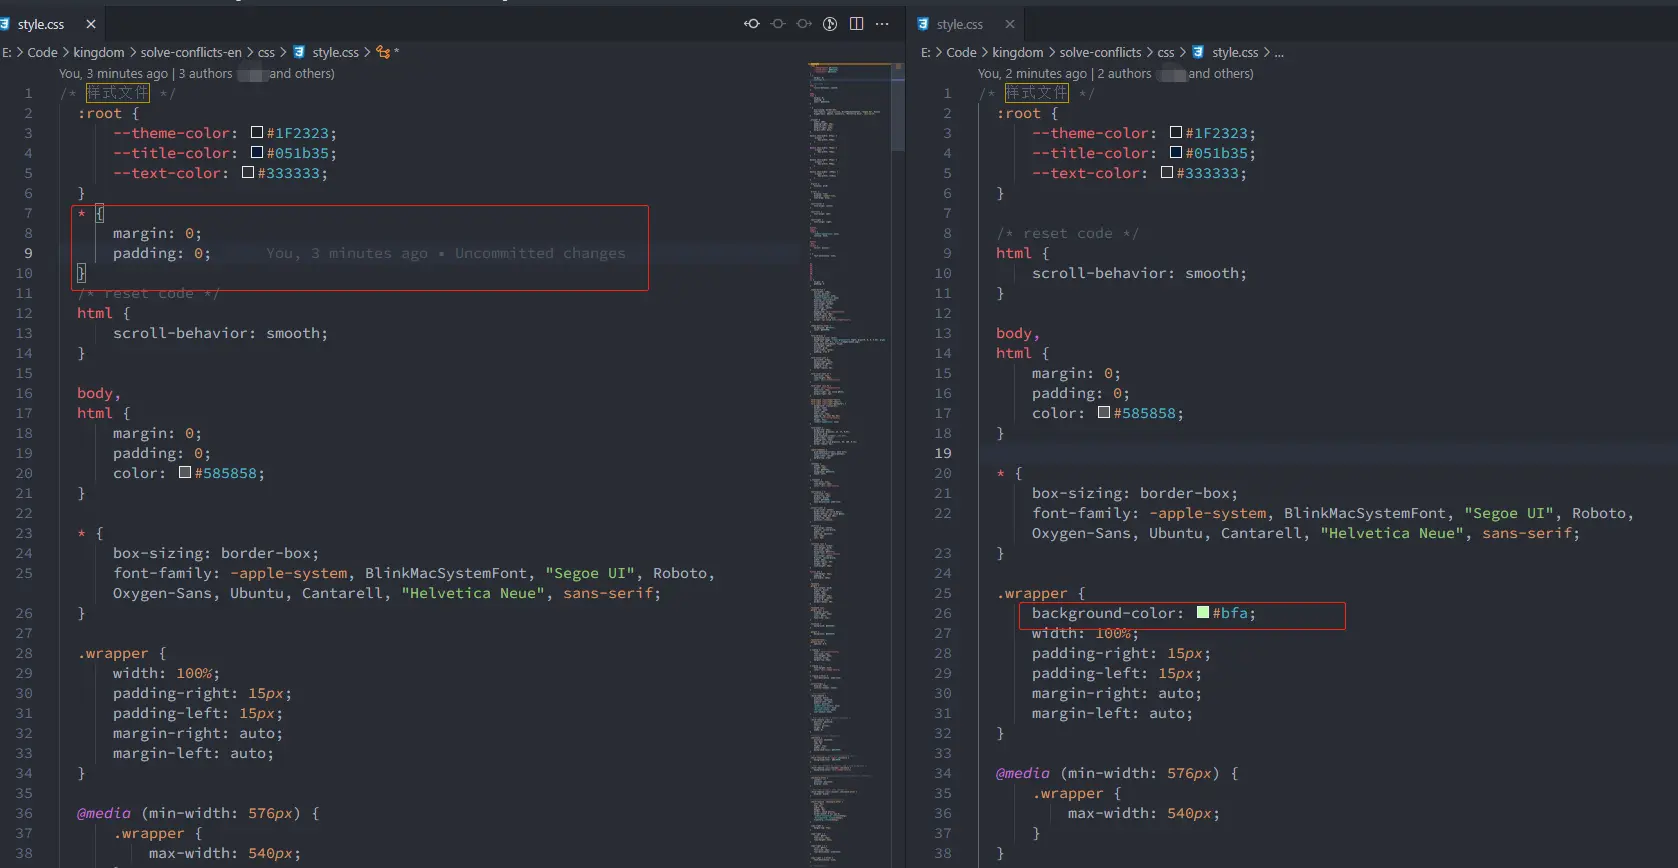 style.css
E: > Code > kingdom > solve-conflicts-en > css > style.css > *
You, 3 minutes ago | 3 authors and others)
1 /* 样式文件 */
2 :root {
3 --theme-color: #1F2323;
4 --title-color: #051b35;
5 --text-color: #333333;
6 }
7 * {
8 margin: 0;
9 padding: 0; You, 3 minutes ago • Uncommitted changes
10 }
11 /* reset code */
12 html {
13 scroll-behavior: smooth;
14 }
15
16 body,
17 html {
18 margin: 0;
19 padding: 0;
20 color: #585858;
21 }
22
23 * {
24 box-sizing: border-box;
25 font-family: -apple-system, BlinkMacSystemFont, "Segoe UI", Roboto,
Oxygen-Sans, Ubuntu, Cantarell, "Helvetica Neue", sans-serif;
26 }
27
28 .wrapper {
29 width: 100%;
30 padding-right: 15px;
31 padding-left: 15px;
32 margin-right: auto;
33 margin-left: auto;
34 }
35
36 @media (min-width: 576px) {
37 .wrapper {
38 max-width: 540px;
style.css
E: > Code > kingdom > solve-conflicts > css > style.css > ...
You, 2 minutes ago | 2 authors and others)
1 /* 样式文件 */
2 :root {
3 --theme-color: #1F2323;
4 --title-color: #051b35;
5 --text-color: #333333;
6 }
7
8 /* reset code */
9 html {
10 scroll-behavior: smooth;
11 }
12
13 body,
14 html {
15 margin: 0;
16 padding: 0;
17 color: #585858;
18 }
19
20 * {
21 box-sizing: border-box;
22 font-family: -apple-system, BlinkMacSystemFont, "Segoe UI", Roboto,
Oxygen-Sans, Ubuntu, Cantarell, "Helvetica Neue", sans-serif;
23 }
24
25 .wrapper {
26 background-color: #bfa;
27 width: 100%;
28 padding-right: 15px;
29 padding-left: 15px;
30 margin-right: auto;
31 margin-left: auto;
32 }
33
34 @media (min-width: 576px) {
35 .wrapper {
36 max-width: 540px;
37 }
38 }